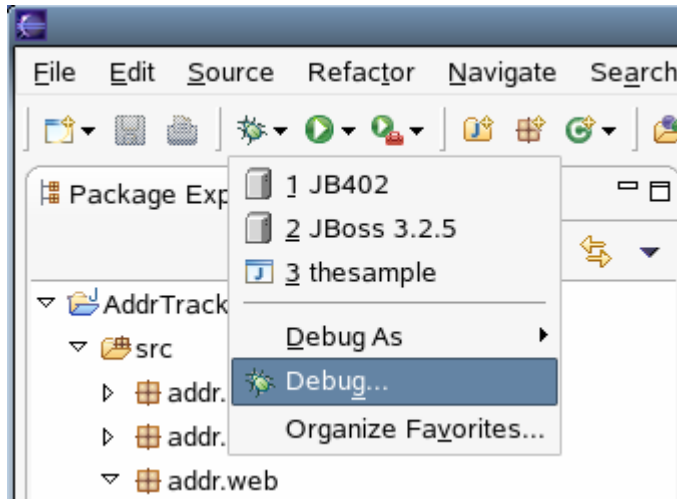 File Edit Source Refactor Navigate Search
Package Exp
1 JB402
2 JBoss 3.2.5
3 thesample
Debug As
Debug...
Organize Favorites...
AddrTrack
src
addr.
addr.
addr.web